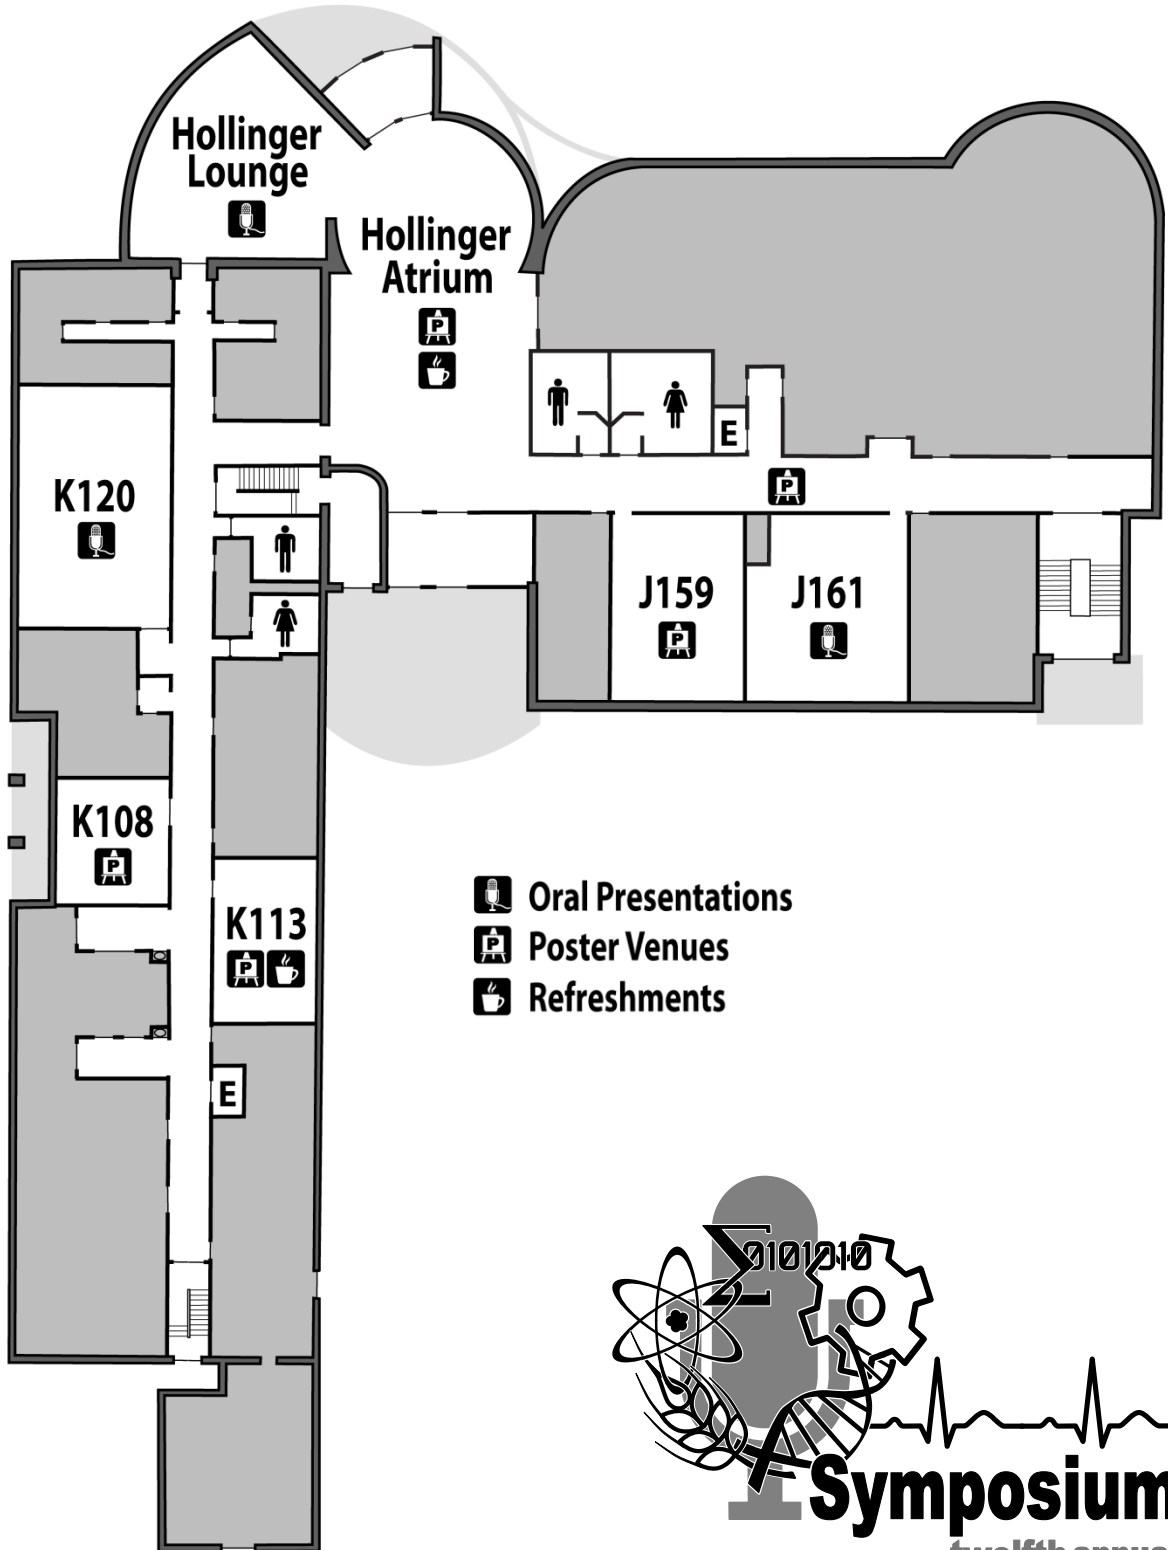 Hollinger
Lounge
Hollinger
Atrium
P
E
K120
P
J159
P
J161
K108
P
K113
P
Oral Presentations
P
Poster Venues
Refreshments
E
Σ
0101010
Symposium